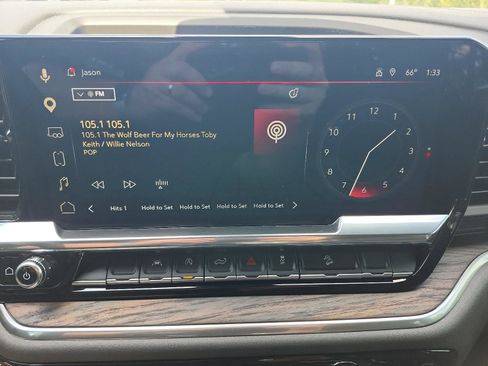 Jason
66° 1:33
FM
105.1 105.1
105.1 The Wolf Beer For My Horses Toby
Keith / Willie Nelson
POP
Hits 1 Hold to Set Hold to Set Hold to Set Hold to Set
12
11 1
10 2
9 3
8 4
7 5
6